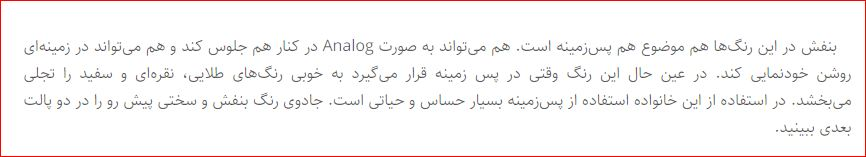 بنفش در این رنگ‌ها هم موضوع هم پس‌زمینه است. هم می‌تواند به صورت Analog در کنار هم جلوس کند و هم می‌تواند در زمینه‌ای
روشن خودنمایی کند. در عین حال این رنگ وقتی در پس زمینه قرار می‌گیرد به خوبی رنگ‌های طلایی، نقره‌ای و سفید را تجلی
می‌بخشد. در استفاده از این خانواده استفاده از پس‌زمینه بسیار حساس و حیاتی است. جادوی رنگ بنفش و سختی پیش رو را در دو پالت
بعدی ببینید.